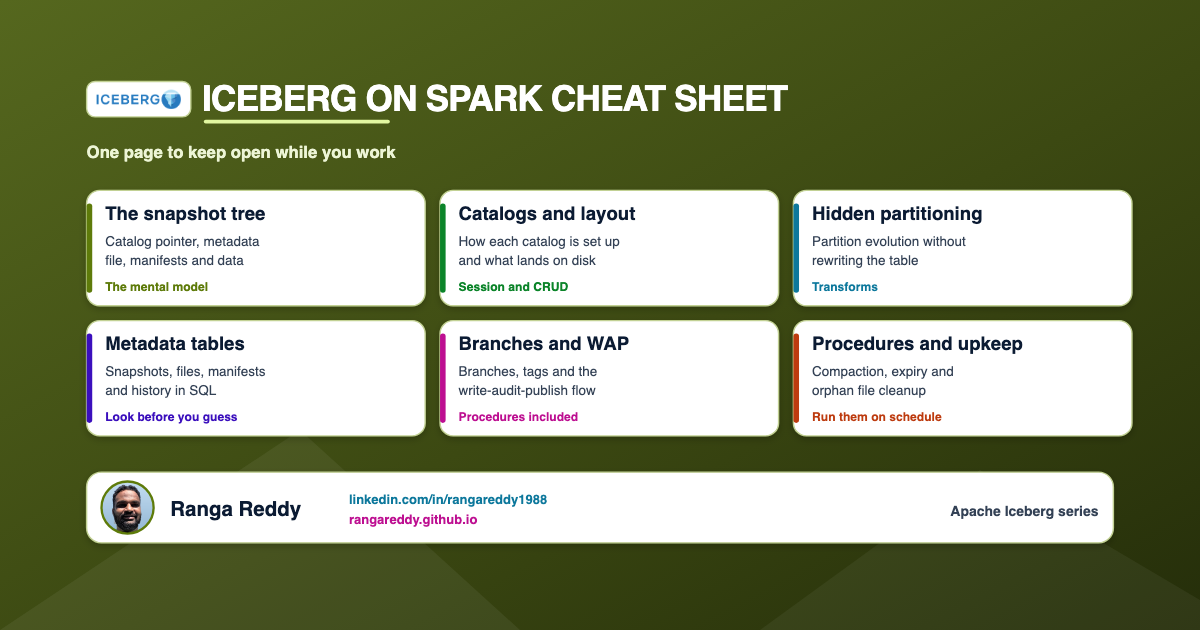 ICEBERG
ICEBERG ON SPARK CHEAT SHEET
One page to keep open while you work
The snapshot tree
Catalog pointer, metadata
file, manifests and data
The mental model
Catalogs and layout
How each catalog is set up
and what lands on disk
Session and CRUD
Hidden partitioning
Partition evolution without
rewriting the table
Transforms
Metadata tables
Snapshots, files, manifests
and history in SQL
Look before you guess
Branches and WAP
Branches, tags and the
write-audit-publish flow
Procedures included
Procedures and upkeep
Compaction, expiry and
orphan file cleanup
Run them on schedule
Ranga Reddy
linkedin.com/in/rangareddy1988
rangareddy.github.io
Apache Iceberg series